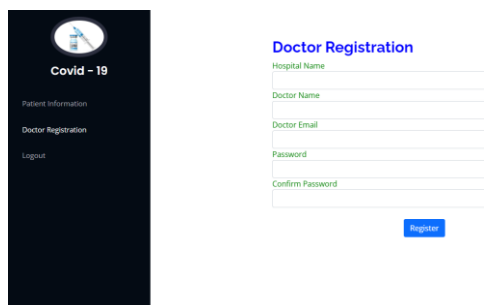 Covid - 19
Patient Information
Doctor Registration
Logout
Doctor Registration
Hospital Name
Doctor Name
Doctor Email
Password
Confirm Password
Register